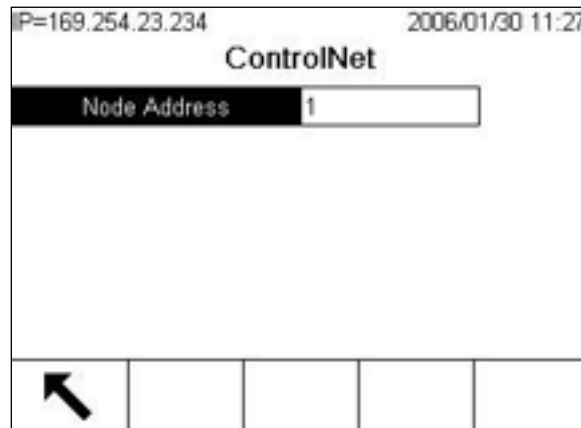 IP=169.254.23.234 2006/01/30 11:27
ControlNet
Node Address 1